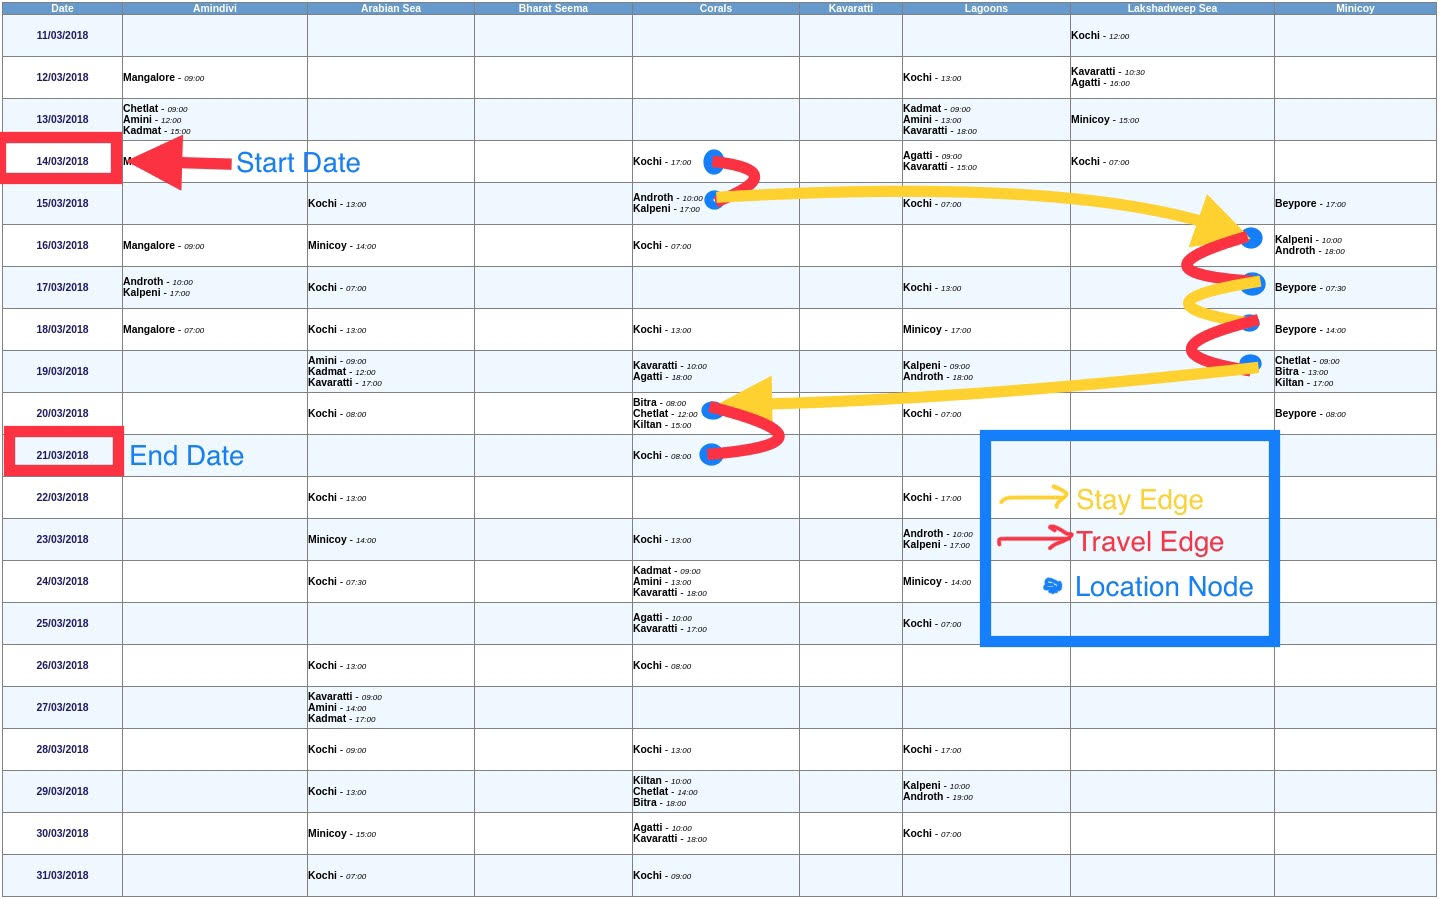 Date Amindivi Arabian Sea Bharat Seema Corals Kavaratti Lagoons Lakshadweep Sea Minicoy
11/03/2018 Kochi - 12:00
12/03/2018 Mangalore - 09:00 Kochi - 13:00 Kavaratti - 10:30
Agatti - 16:00
13/03/2018 Chetlat - 09:00 Kadmat - 09:00 Minicoy - 15:00
Amini - 12:00 Amini - 13:00
Kadmat - 15:00 Kavaratti - 18:00
14/03/2018 Start Date Kochi - 17:00 Agatti - 09:00 Kochi - 07:00
Kavaratti - 15:00
15/03/2018 Kochi - 13:00 Androth - 10:00 Kochi - 07:00 Beypore - 17:00
Kalpeni - 17:00
16/03/2018 Mangalore - 09:00 Minicoy - 14:00 Kochi - 07:00 Kalpeni - 10:00
Androth - 18:00
17/03/2018 Androth - 10:00 Kochi - 07:00 Kochi - 13:00 Beypore - 07:30
Kalpeni - 17:00
18/03/2018 Mangalore - 07:00 Kochi - 13:00 Kochi - 13:00 Minicoy - 17:00 Beypore - 14:00
19/03/2018 Amini - 09:00 Kavaratti - 10:00 Kalpeni - 09:00 Chetlat - 09:00
Kadmat - 12:00 Agatti - 18:00 Androth - 18:00 Bitra - 13:00
Kavaratti - 17:00 Kiltan - 17:00
20/03/2018 Kochi - 08:00 Bitra - 08:00 Kochi - 07:00 Beypore - 08:00
Chetlat - 12:00
Kiltan - 15:00
21/03/2018 End Date Kochi - 08:00
22/03/2018 Kochi - 13:00 Kochi - 17:00 Stay Edge
23/03/2018 Minicoy - 14:00 Kochi - 13:00 Androth - 10:00 Travel Edge
Kalpeni - 17:00
24/03/2018 Kochi - 07:30 Kadmat - 09:00 Minicoy - 14:00 Location Node
Amini - 13:00
Kavaratti - 18:00
25/03/2018 Agatti - 10:00 Kochi - 07:00
Kavaratti - 17:00
26/03/2018 Kochi - 13:00 Kochi - 08:00
27/03/2018 Kavaratti - 09:00
Amini - 14:00
Kadmat - 17:00
28/03/2018 Kochi - 09:00 Kochi - 13:00 Kochi - 17:00
29/03/2018 Kochi - 13:00 Kiltan - 10:00 Kalpeni - 10:00
Chetlat - 14:00 Androth - 19:00
Bitra - 18:00
30/03/2018 Minicoy - 15:00 Agatti - 10:00 Kochi - 07:00
Kavaratti - 18:00
31/03/2018 Kochi - 07:00 Kochi - 09:00